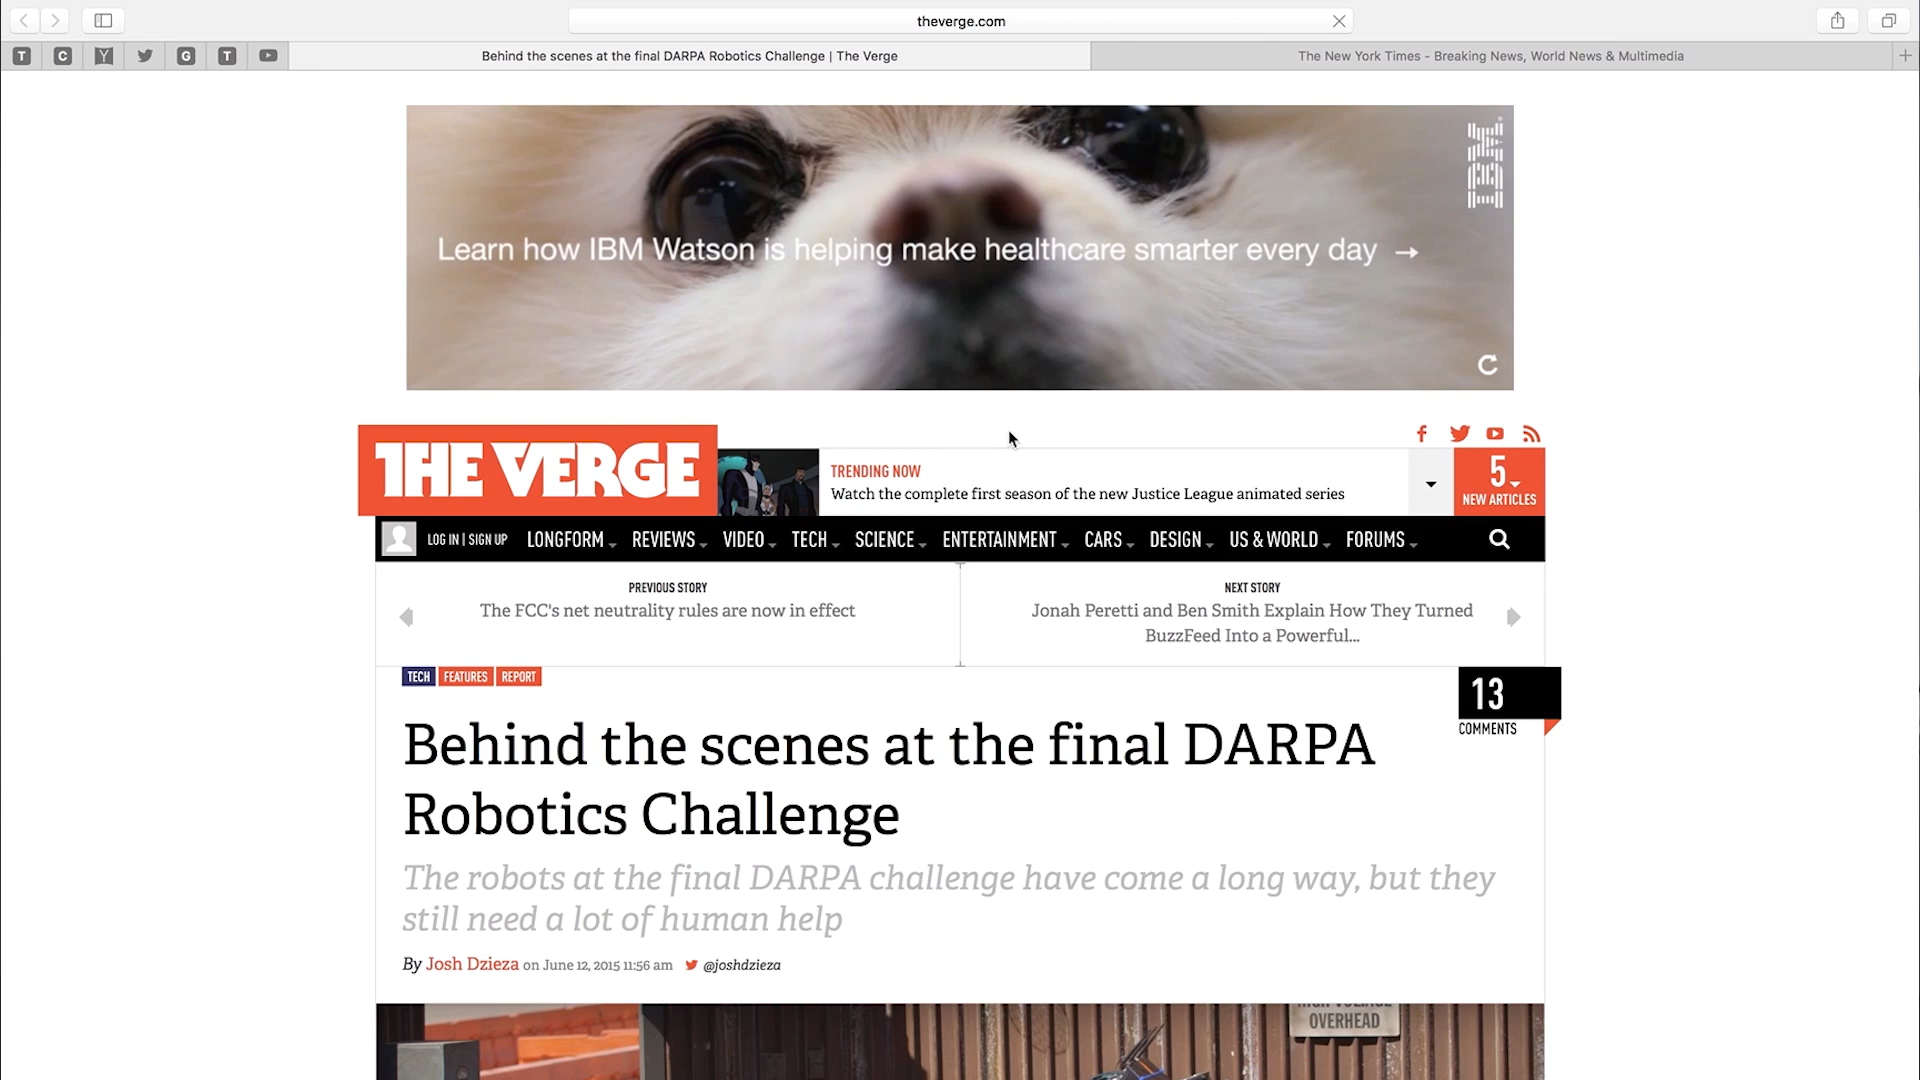 theverge.com
T C Y G T
Behind the scenes at the final DARPA Robotics Challenge | The Verge
The New York Times - Breaking News, World News & Multimedia
IBM
Learn how IBM Watson is helping make healthcare smarter every day →
THE VERGE
TRENDING NOW
Watch the complete first season of the new Justice League animated series
5
NEW ARTICLES
LOG IN | SIGN UP LONGFORM REVIEWS VIDEO TECH SCIENCE ENTERTAINMENT CARS DESIGN US & WORLD FORUMS
PREVIOUS STORY
The FCC's net neutrality rules are now in effect
NEXT STORY
Jonah Peretti and Ben Smith Explain How They Turned
BuzzFeed Into a Powerful...
TECH FEATURES REPORT
13
COMMENTS
Behind the scenes at the final DARPA
Robotics Challenge
The robots at the final DARPA challenge have come a long way, but they
still need a lot of human help
By Josh Dzieza on June 12, 2015 11:56 am @joshdzieza
HIGH VOLTAGE
OVERHEAD